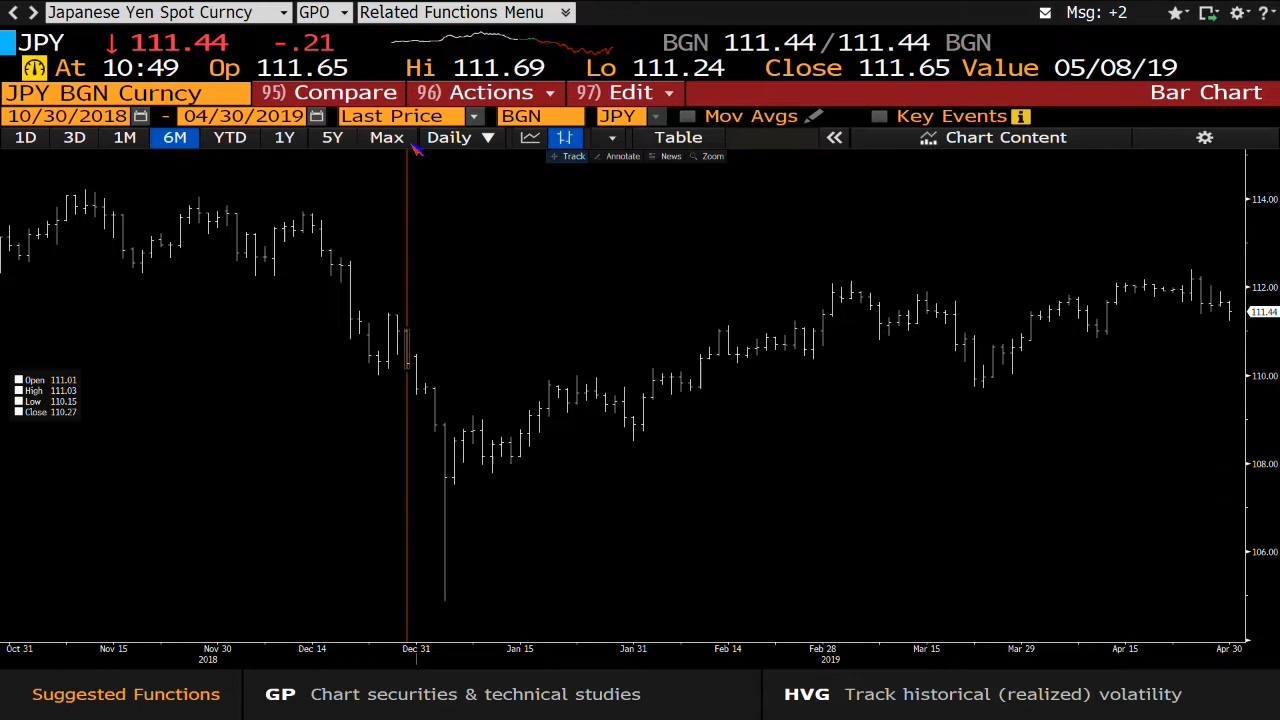 Japanese Yen Spot Curncy GPO Related Functions Menu Msg: +2 ?
JPY ↓ 111.44 -.21 BGN 111.44 / 111.44 BGN
At 10:49 Op 111.65 Hi 111.69 Lo 111.24 Close 111.65 Value 05/08/19
JPY BGN Curncy 95) Compare 96) Actions 97) Edit Bar Chart
10/30/2018 - 04/30/2019 Last Price BGN JPY Mov Avgs Key Events
1D 3D 1M 6M YTD 1Y 5Y Max Daily ▼ Table « Chart Content
Track Annotate News Zoom
114.00
112.00
111.44
110.00
108.00
106.00
Open 111.01
High 111.03
Low 110.15
Close 110.27
Oct 31 Nov 15 Nov 30 Dec 14 Dec 31 Jan 15 Jan 31 Feb 14 Feb 28 Mar 15 Mar 29 Apr 15 Apr 30
2018 2019
Suggested Functions GP Chart securities & technical studies HVG Track historical (realized) volatility